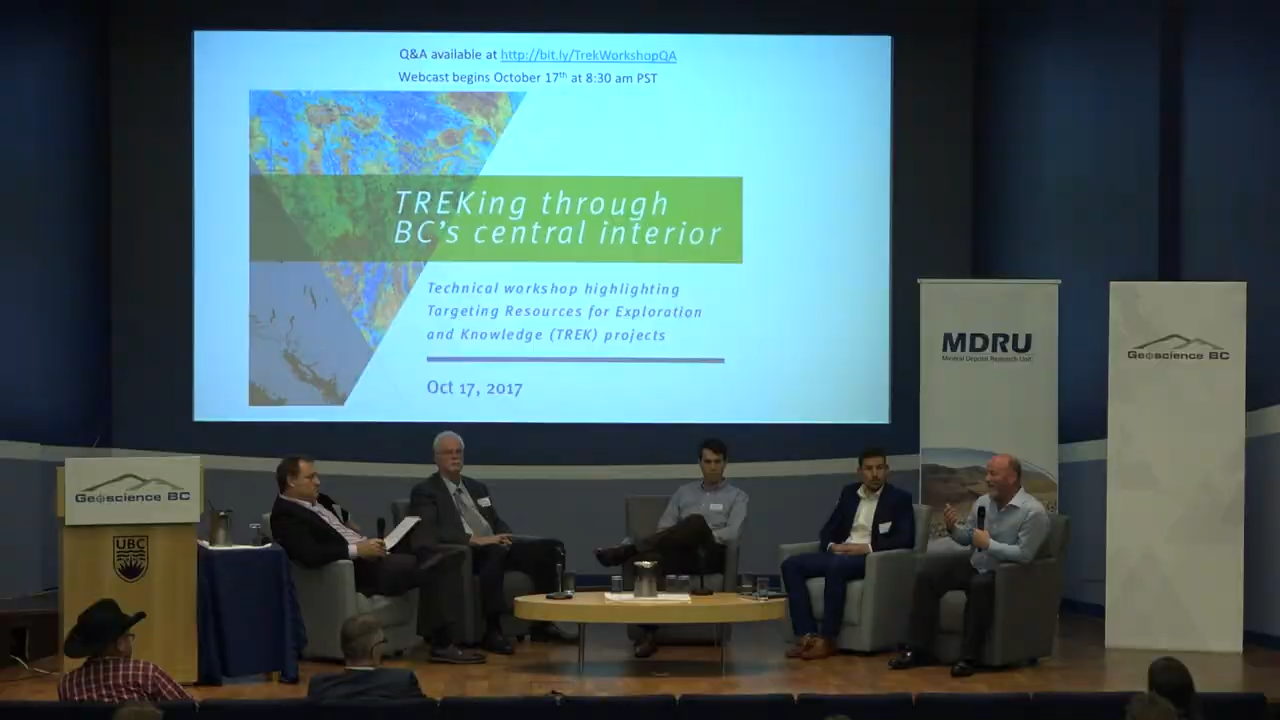 Q&A available at http://bit.ly/TrekWorkshopQA
Webcast begins October 17th at 8:30 am PST
TREKing through
BC's central interior
Technical workshop highlighting
Targeting Resources for Exploration
and Knowledge (TREK) projects
Oct 17, 2017
MDRU
Mineral Deposit Research Unit
Geoscience BC
Geoscience BC
UBC